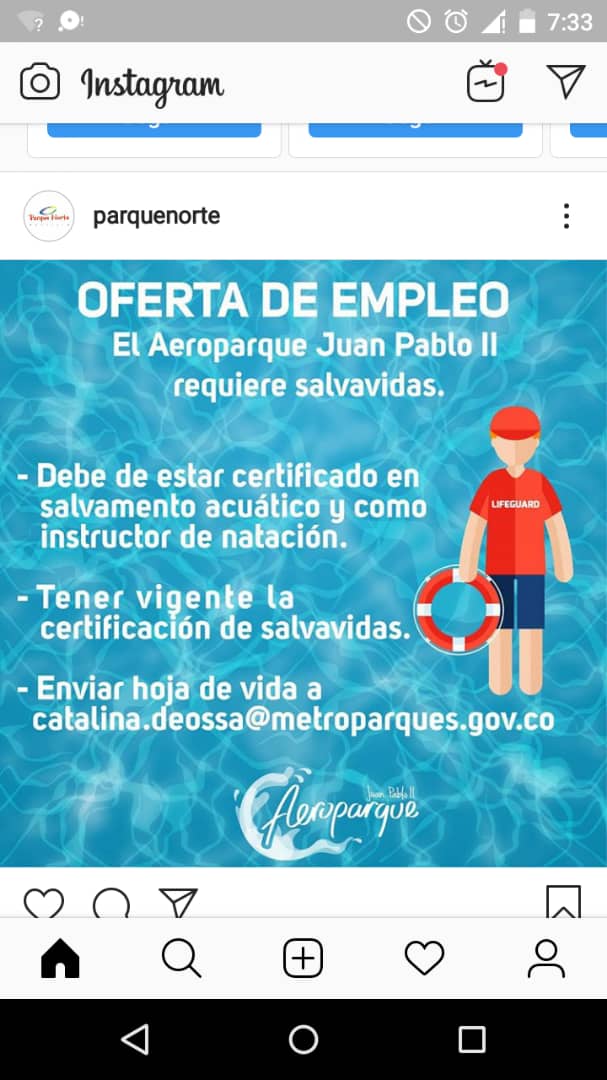 7:33
Instagram
parquenorte
Parque Norte
OFERTA DE EMPLEO
El Aeroparque Juan Pablo II
requiere salvavidas.
- Debe de estar certificado en
salvamento acuático y como
instructor de natación.
LIFEGUARD
- Tener vigente la
certificación de salvavidas.
- Enviar hoja de vida a
catalina.deossa@metroparques.gov.co
Juan Pablo II
Aeroparque